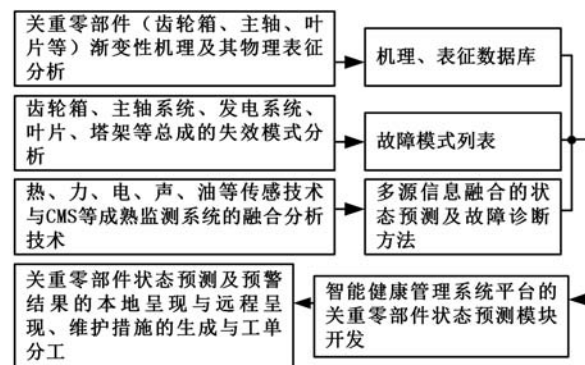 关重零部件（齿轮箱、主轴、叶
片等）渐变性机理及其物理表征
分析
机理、表征数据库
齿轮箱、主轴系统、发电系统、
叶片、塔架等总成的失效模式分
析
故障模式列表
热、力、电、声、油等传感技术
与CMS等成熟监测系统的融合分析
技术
多源信息融合的状
态预测及故障诊断
方法
关重零部件状态预测及预警
结果的本地呈现与远程呈
现、维护措施的生成与工单
分工
智能健康管理系统平台的
关重零部件状态预测模块
开发